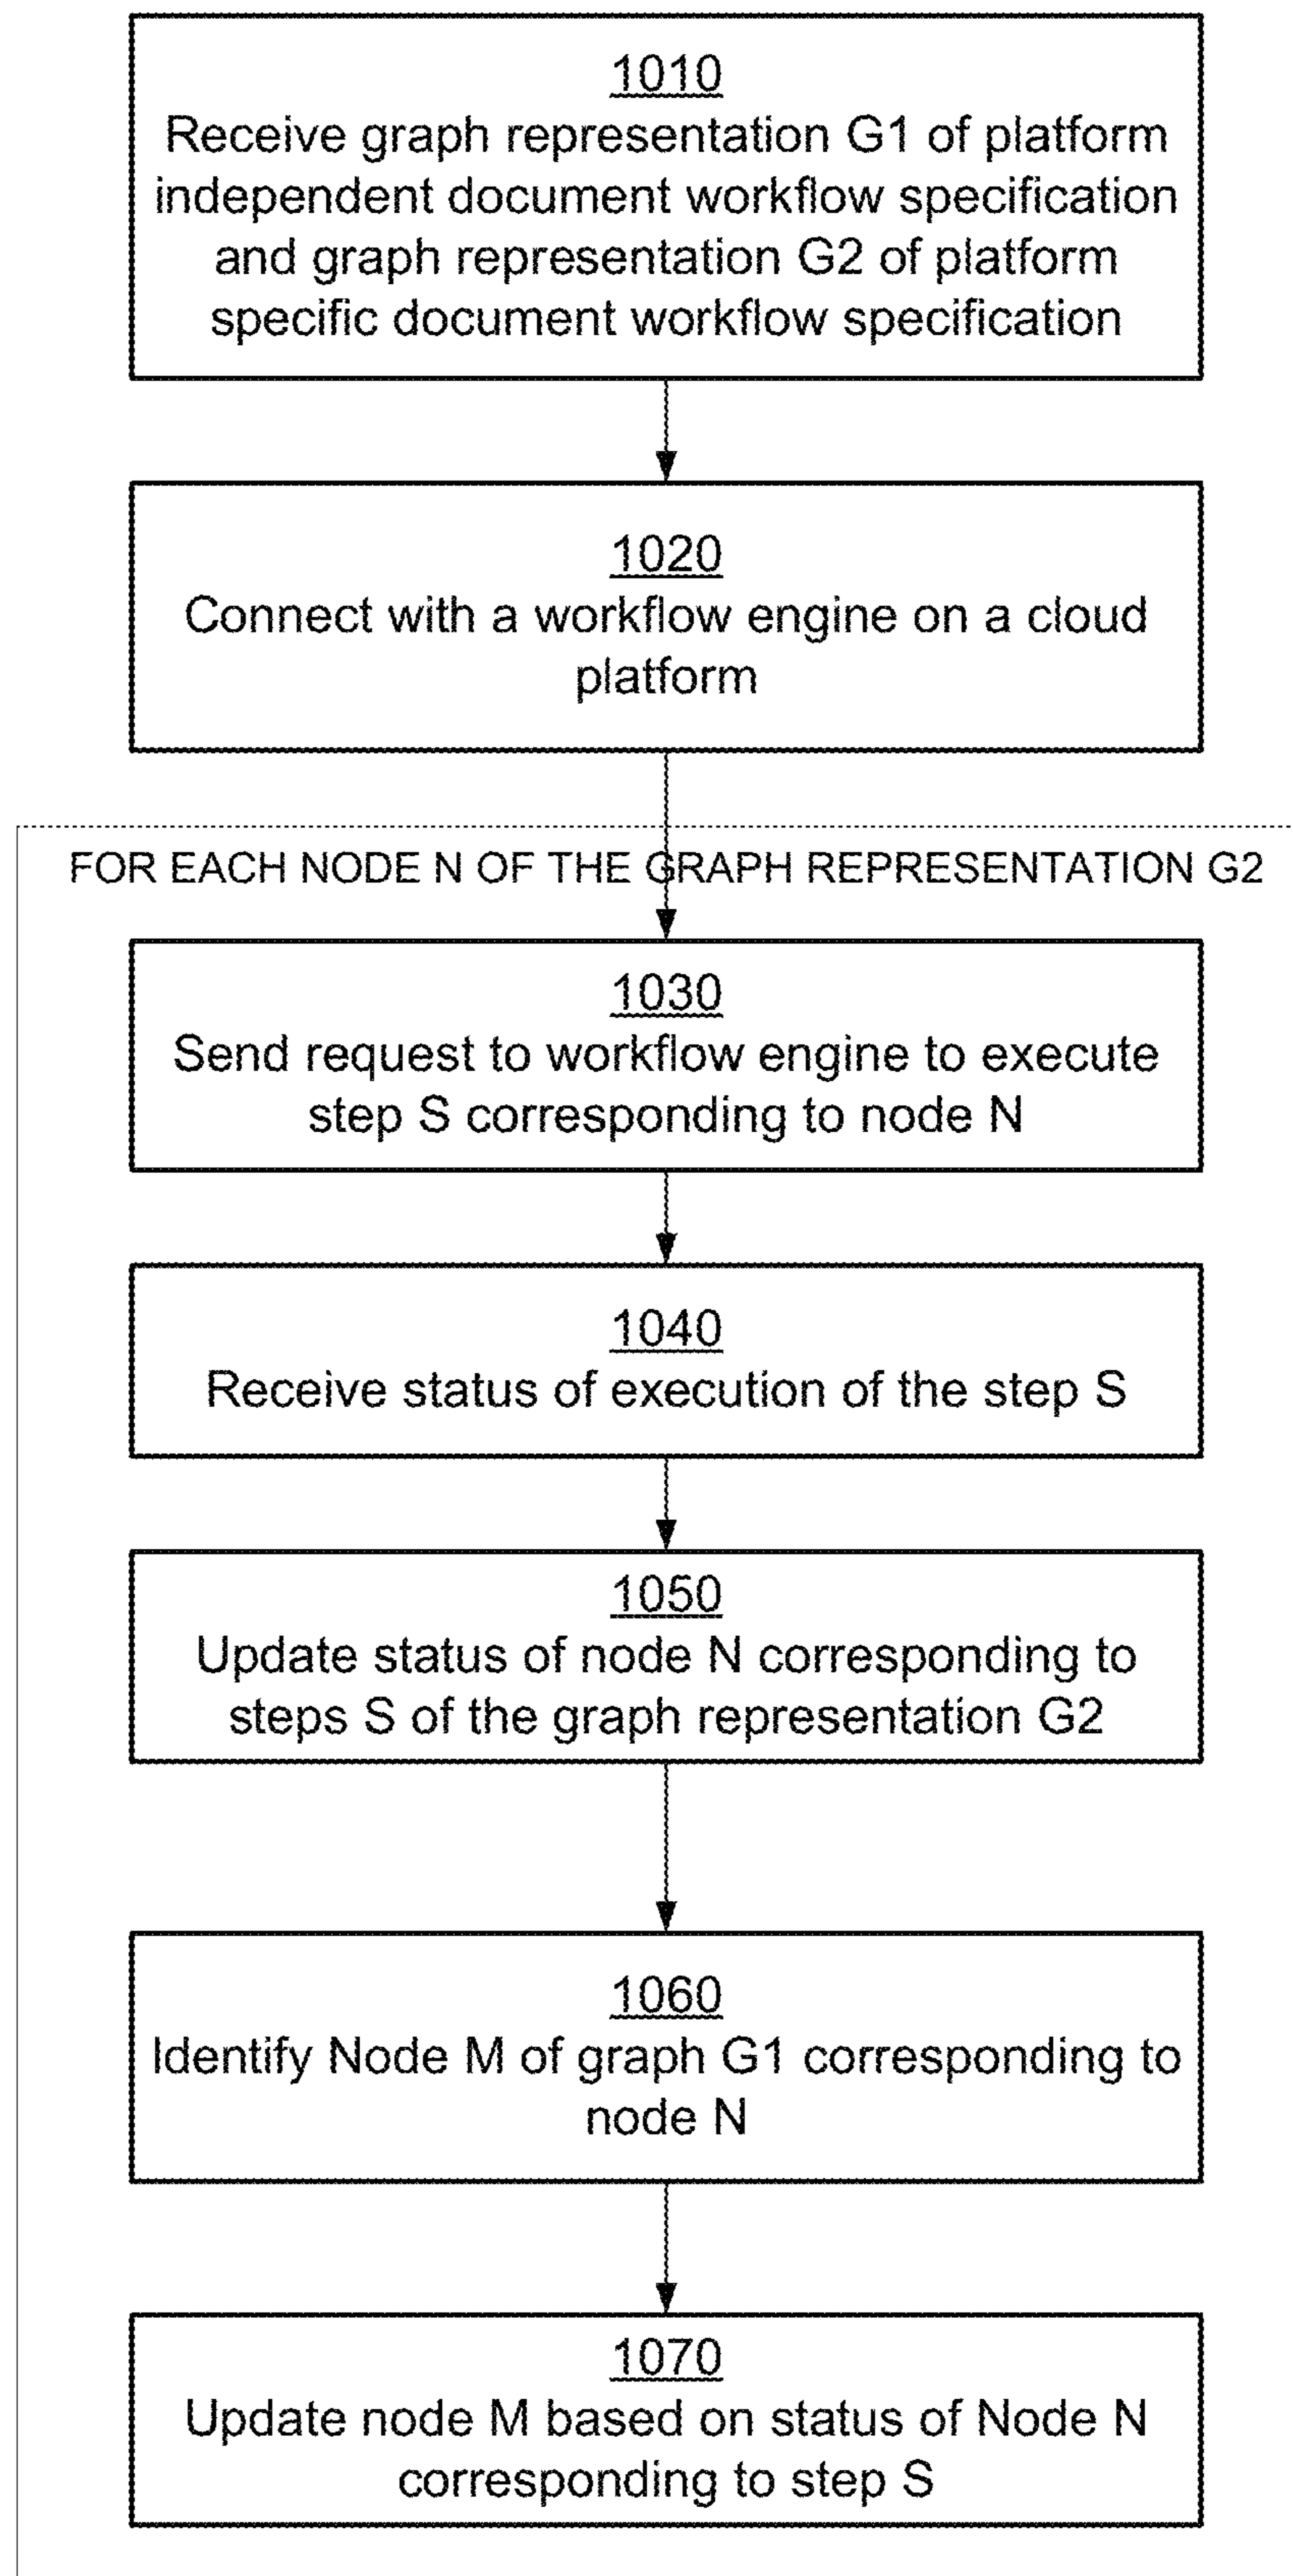 1010
Receive graph representation G1 of platform
independent document workflow specification
and graph representation G2 of platform
specific document workflow specification
1020
Connect with a workflow engine on a cloud
platform
FOR EACH NODE N OF THE GRAPH REPRESENTATION G2
1030
Send request to workflow engine to execute
step S corresponding to node N
1040
Receive status of execution of the step S
1050
Update status of node N corresponding to
steps S of the graph representation G2
1060
Identify Node M of graph G1 corresponding to
node N
1070
Update node M based on status of Node N
corresponding to step S